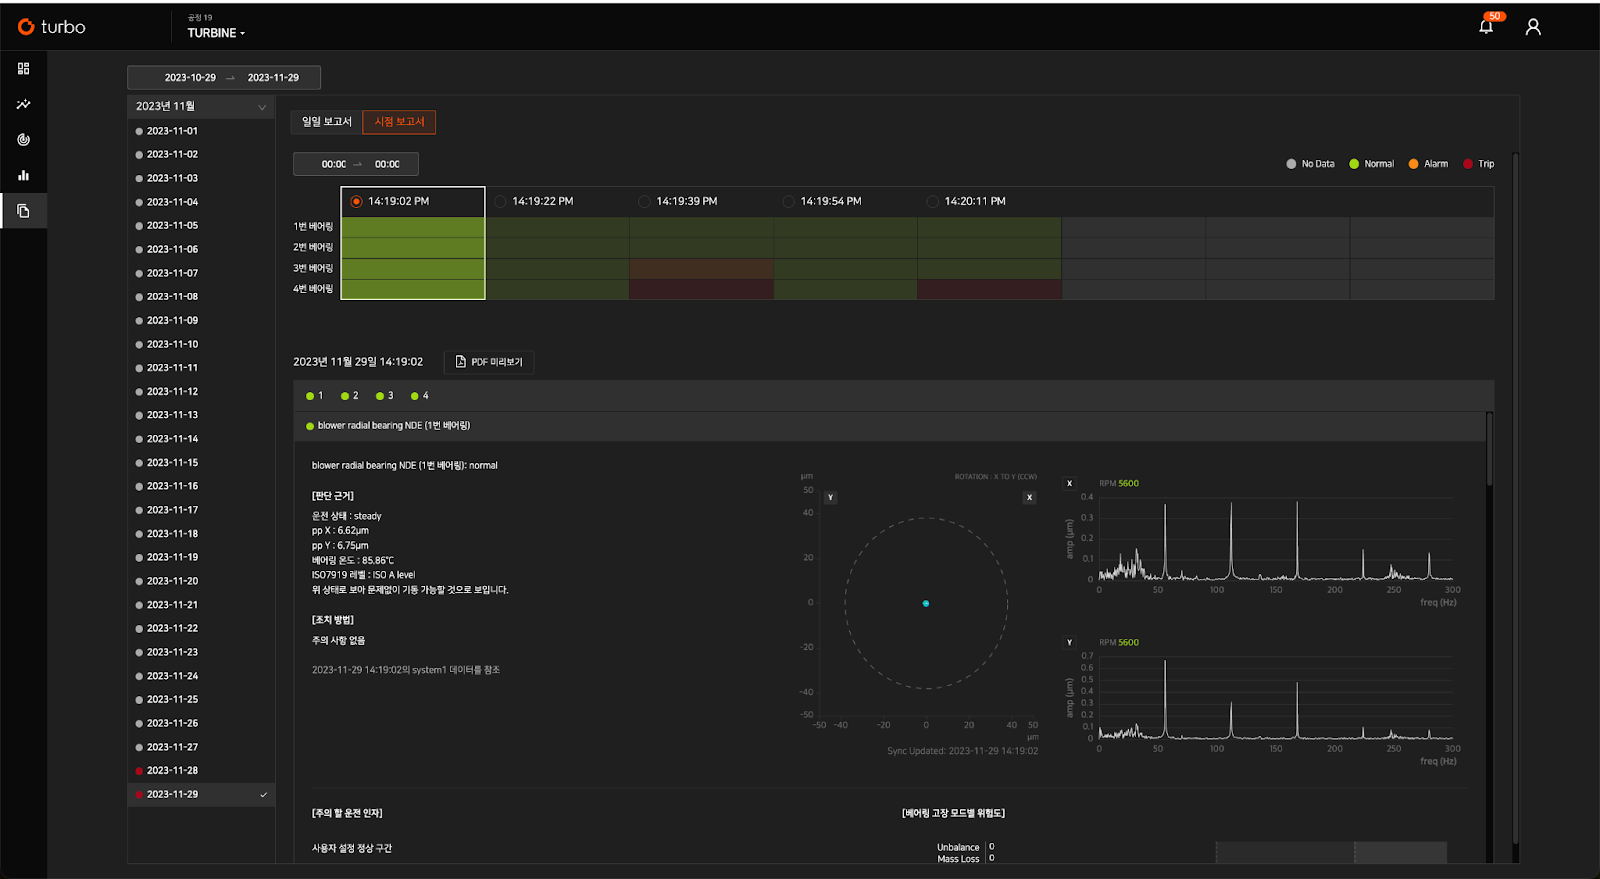 turbo
공정 19
TURBINE
50
2023-10-29 → 2023-11-29
2023년 11월
2023-11-01
2023-11-02
2023-11-03
2023-11-04
2023-11-05
2023-11-06
2023-11-07
2023-11-08
2023-11-09
2023-11-10
2023-11-11
2023-11-12
2023-11-13
2023-11-14
2023-11-15
2023-11-16
2023-11-17
2023-11-18
2023-11-19
2023-11-20
2023-11-21
2023-11-22
2023-11-23
2023-11-24
2023-11-25
2023-11-26
2023-11-27
2023-11-28
2023-11-29
일일 보고서 시점 보고서
00:00 → 00:00
No Data Normal Alarm Trip
14:19:02 PM 14:19:22 PM 14:19:39 PM 14:19:54 PM 14:20:11 PM
1번 베어링
2번 베어링
3번 베어링
4번 베어링
2023년 11월 29일 14:19:02 PDF 미리보기
1 2 3 4
blower radial bearing NDE (1번 베어링)
blower radial bearing NDE (1번 베어링): normal
[판단 근거]
운전 상태 : steady
pp X : 6.62μm
pp Y : 6.75μm
베어링 온도 : 85.86°C
ISO7919 레벨 : ISO A level
위 상태로 보아 문제없이 기동 가능할 것으로 보입니다.
[조치 방법]
주의 사항 없음
2023-11-29 14:19:02의 system1 데이터를 참조
μm
ROTATION : X TO Y (CCW)
Y X
50
40
20
0
-20
-40
-50
-50 -40 -20 0 20 40 50
μm
Sync Updated: 2023-11-29 14:19:02
X RPM 5600
amp (μm)
0.4
0.3
0.2
0.1
0
0 50 100 150 200 250 300
freq (Hz)
Y RPM 5600
amp (μm)
0.7
0.6
0.5
0.4
0.3
0.2
0.1
0
0 50 100 150 200 250 300
freq (Hz)
[주의 할 운전 인자]
사용자 설정 정상 구간
[베어링 고장 모드별 위험도]
Unbalance 0
Mass Loss 0